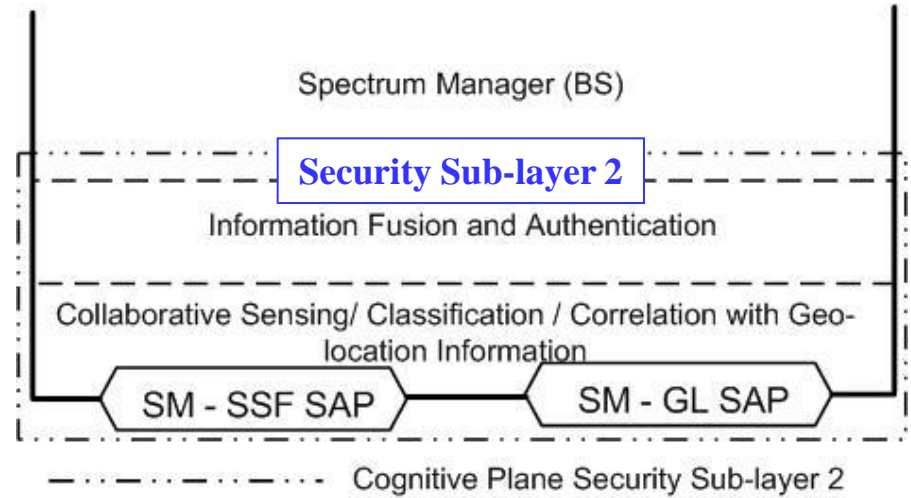 Spectrum Manager (BS)
Security Sub-layer 2
Information Fusion and Authentication
Collaborative Sensing/ Classification / Correlation with Geo-
location Information
SM - SSF SAP
SM - GL SAP
Cognitive Plane Security Sub-layer 2